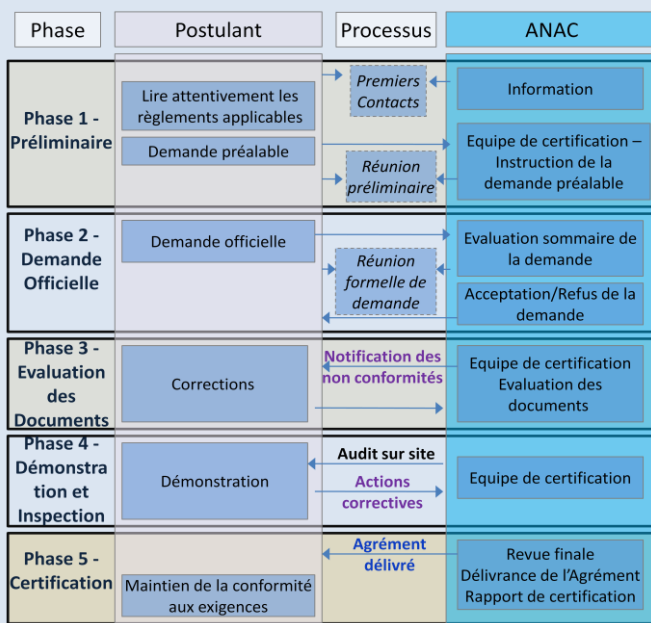 Phase
Postulant
Processus
ANAC
Phase 1 -
Préliminaire
Lire attentivement les
règlements applicables
Premiers
Contacts
Information
Demande préalable
Réunion
préliminaire
Equipe de certification –
Instruction de la
demande préalable
Phase 2 -
Demande
Officielle
Demande officielle
Réunion
formelle de
demande
Evaluation sommaire de
la demande
Acceptation/Refus de la
demande
Phase 3 -
Evaluation
des
Documents
Corrections
Notification des
non conformités
Equipe de certification
Evaluation des
documents
Phase 4 -
Démonstra
tion et
Inspection
Démonstration
Audit sur site
Actions
correctives
Equipe de certification
Phase 5 -
Certification
Maintien de la conformité
aux exigences
Agrément
délivré
Revue finale
Délivrance de l’Agrément
Rapport de certification